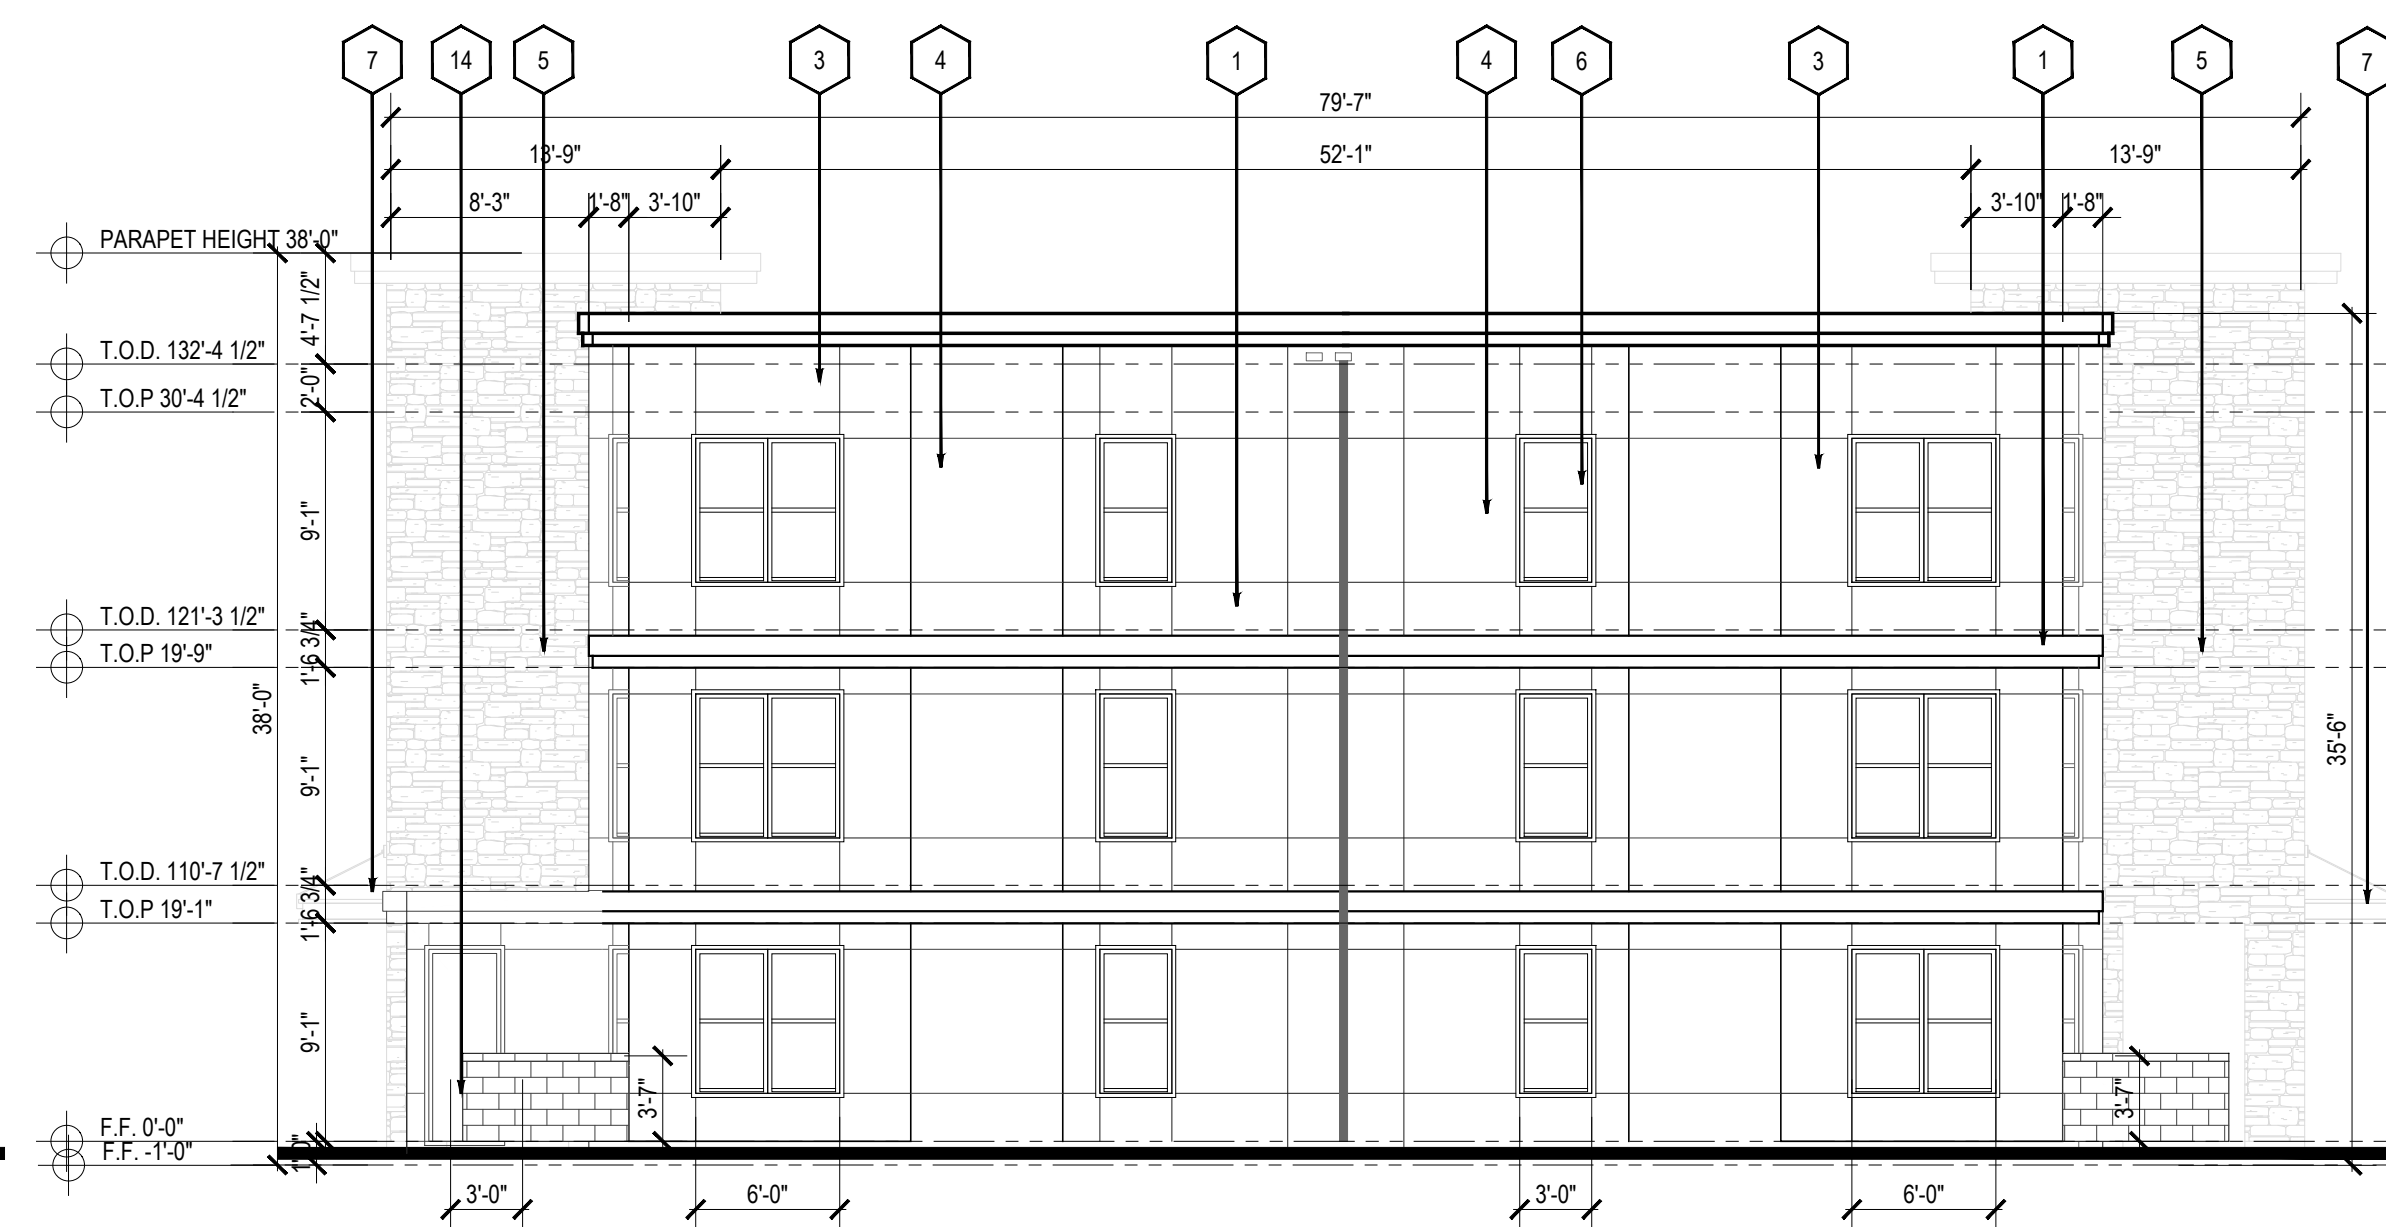 7 14 5 3 4 1 4 6 3 1 5 7
79'-7"
13'-9" 52'-1" 13'-9"
8'-3" 1'-8" 3'-10" 3'-10" 1'-8"
PARAPET HEIGHT 38'-0"
4'-7 1/2"
T.O.D. 132'-4 1/2"
2'-0"
T.O.P 30'-4 1/2"
9'-1"
T.O.D. 121'-3 1/2"
1'-6 3/4"
T.O.P 19'-9"
38'-0"
35'-6"
9'-1"
T.O.D. 110'-7 1/2"
1'-6 3/4"
T.O.P 19'-1"
9'-1"
3'-7"
3'-7"
F.F. 0'-0"
F.F. -1'-0"
1'-0"
3'-0" 6'-0" 3'-0" 6'-0"